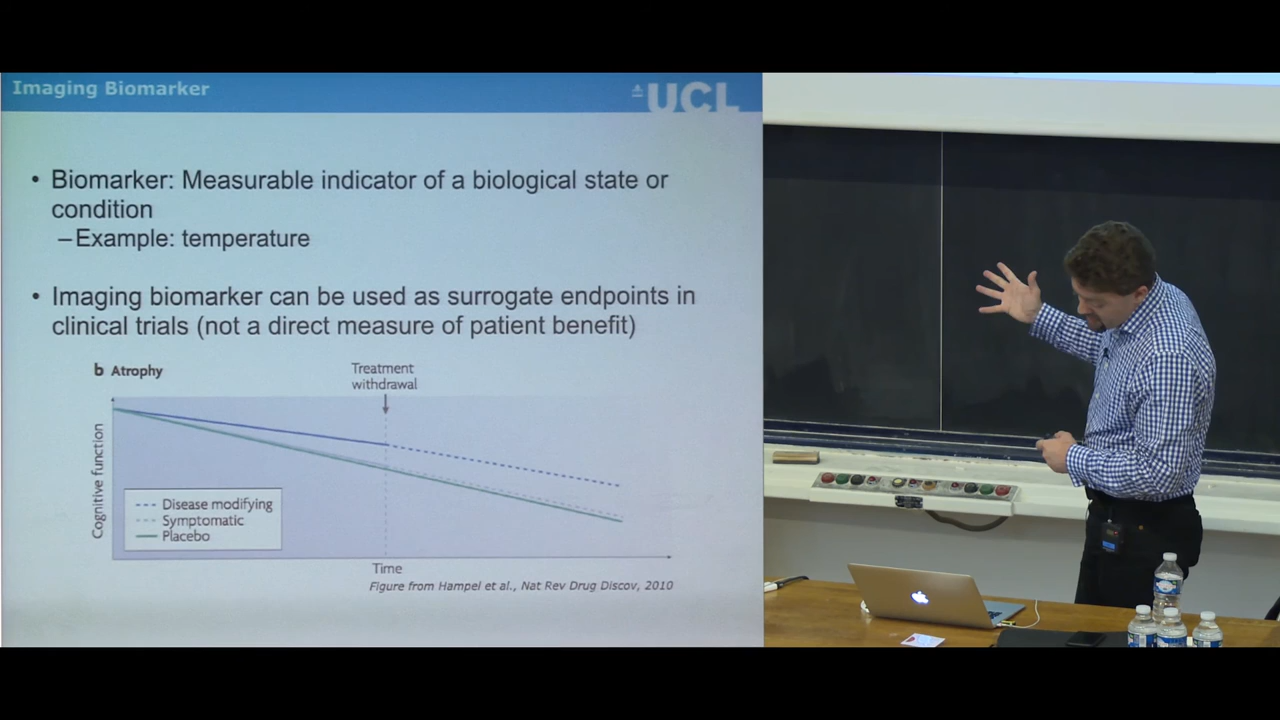 Imaging Biomarker
UCL
• Biomarker: Measurable indicator of a biological state or
condition
–Example: temperature
• Imaging biomarker can be used as surrogate endpoints in
clinical trials (not a direct measure of patient benefit)
b Atrophy
Treatment
withdrawal
Cognitive function
Disease modifying
Symptomatic
Placebo
Time
Figure from Hampel et al., Nat Rev Drug Discov, 2010